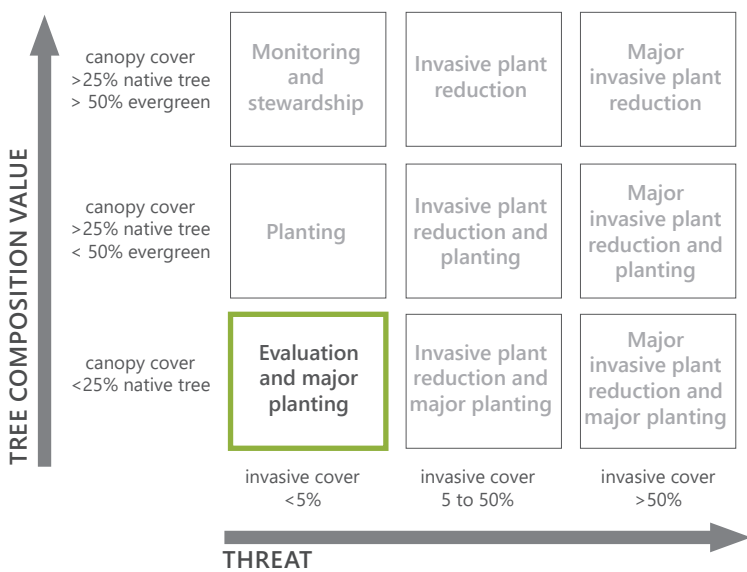 TREE COMPOSITION VALUE
canopy cover
>25% native tree
> 50% evergreen
Monitoring
and
stewardship
Invasive plant
reduction
Major
invasive plant
reduction
canopy cover
>25% native tree
< 50% evergreen
Planting
Invasive plant
reduction and
planting
Major
invasive plant
reduction and
planting
canopy cover
<25% native tree
Evaluation
and major
planting
Invasive plant
reduction and
major planting
Major
invasive plant
reduction and
major planting
invasive cover
<5%
invasive cover
5 to 50%
invasive cover
>50%
THREAT